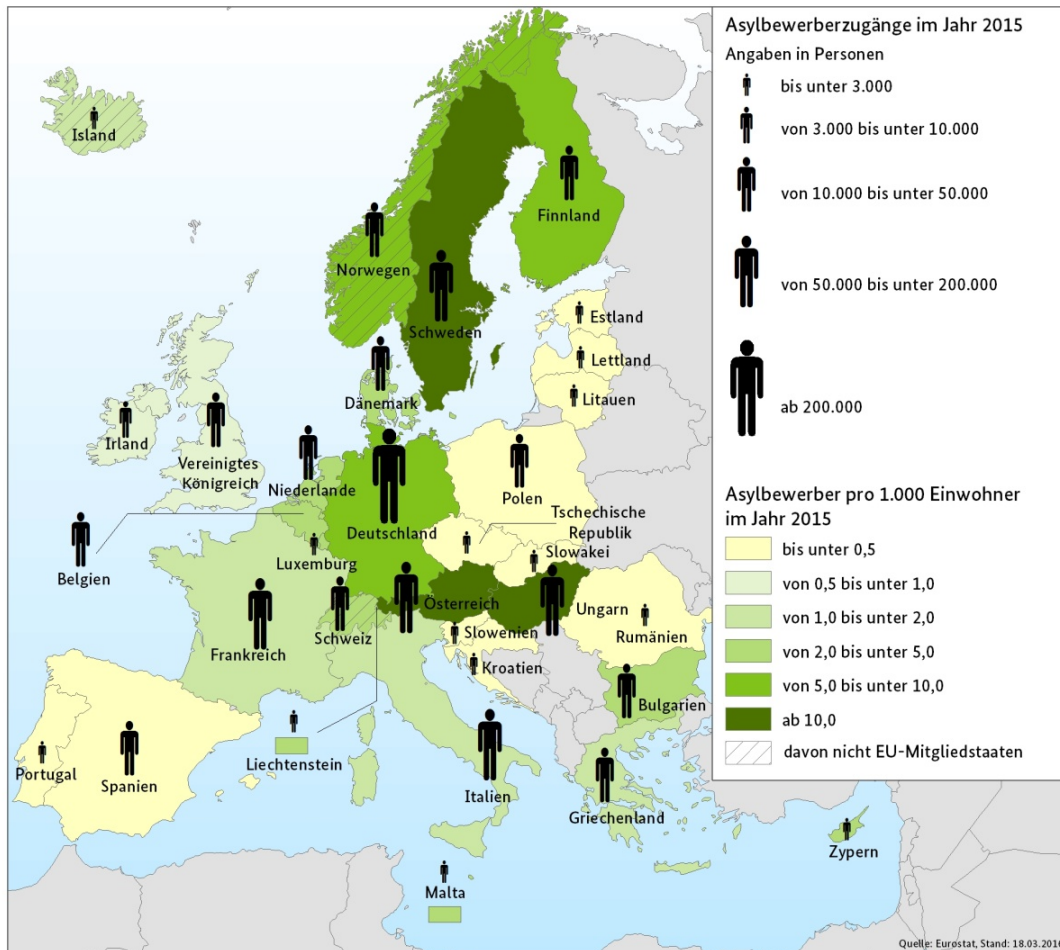 Asylbewerberzugänge im Jahr 2015
Angaben in Personen
bis unter 3.000
von 3.000 bis unter 10.000
von 10.000 bis unter 50.000
von 50.000 bis unter 200.000
ab 200.000
Asylbewerber pro 1.000 Einwohner
im Jahr 2015
bis unter 0,5
von 0,5 bis unter 1,0
von 1,0 bis unter 2,0
von 2,0 bis unter 5,0
von 5,0 bis unter 10,0
ab 10,0
davon nicht EU-Mitgliedstaaten
Island
Finnland
Norwegen
Schweden
Estland
Lettland
Dänemark
Litauen
Irland
Vereinigtes
Königreich
Niederlande
Polen
Deutschland
Tschechische
Republik
Slowakei
Belgien
Luxemburg
Österreich
Ungarn
Schweiz
Slowenien
Rumänien
Frankreich
Kroatien
Bulgarien
Liechtenstein
Portugal
Spanien
Italien
Griechenland
Zypern
Malta
Quelle: Eurostat, Stand: 18.03.201